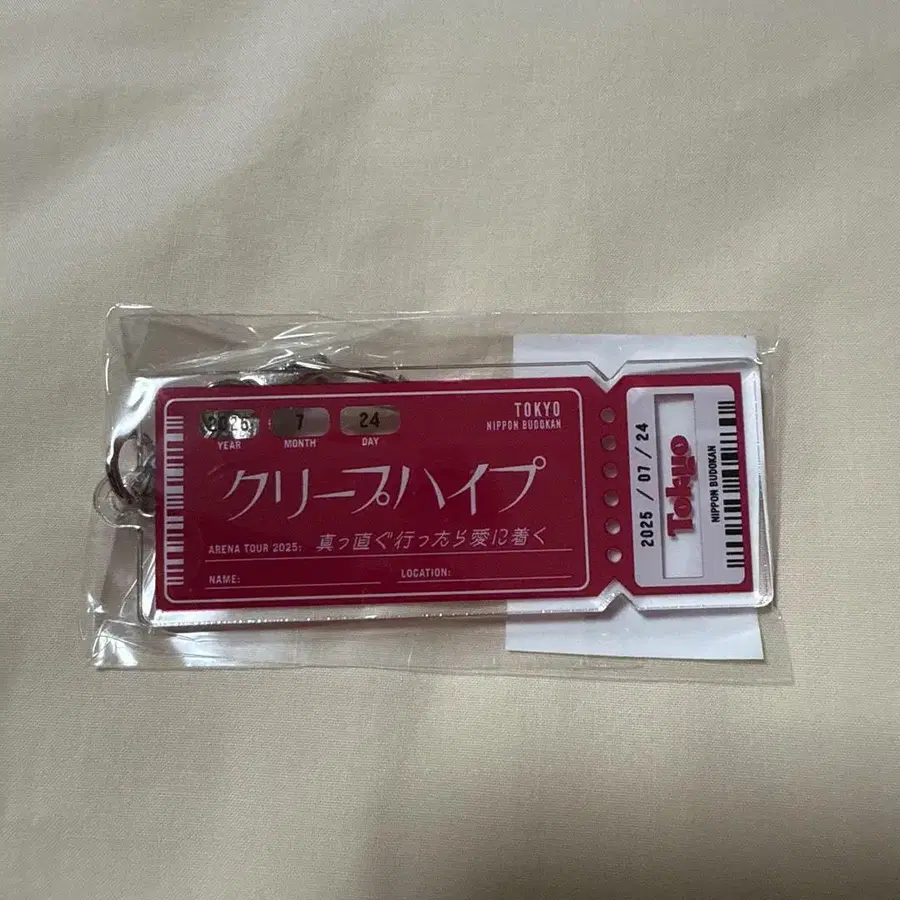 2025 7 24
YEAR MONTH DAY
TOKYO
NIPPON BUDOKAN
クリープハイプ
ARENA TOUR 2025: 真っ直ぐ行ったら愛に着く
NAME: LOCATION:
2025 / 07 / 24
Tokyo
NIPPON BUDOKAN